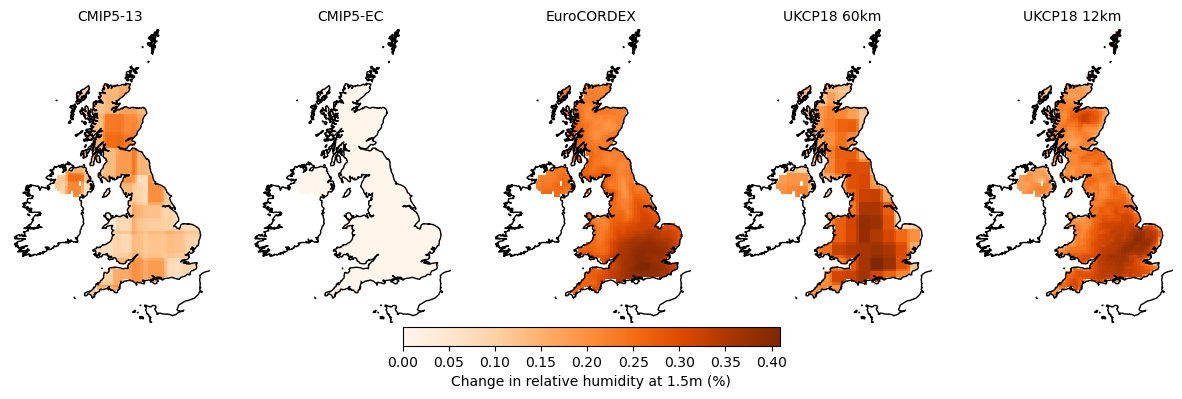 CMIP5-13 CMIP5-EC EuroCORDEX UKCP18 60km UKCP18 12km
0.00 0.05 0.10 0.15 0.20 0.25 0.30 0.35 0.40
Change in relative humidity at 1.5m (%)